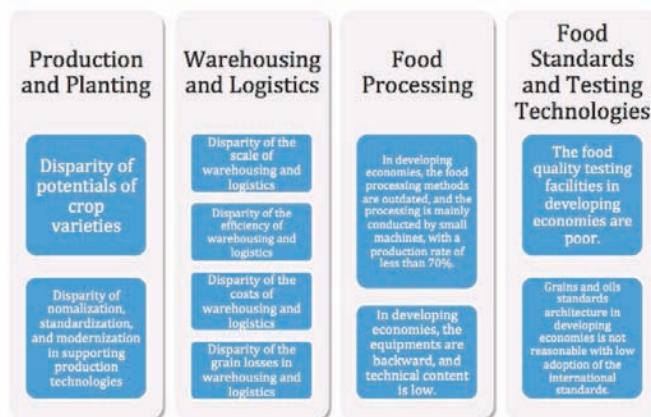 Production
and Planting
Disparity of
potentials of
crop
varieties
Disparity of
nomalization,
standardization,
and modernization
in supporting
production
technologies
Warehousing
and Logistics
Disparity of the
scale of
warehousing and
logistics
Disparity of the
efficiency of
warehousing and
logistics
Disparity of the
costs of
warehousing and
logistics
Disparity of the
grain losses in
warehousing and
logistics
Food
Processing
In developing
economies, the food
processing methods
are outdated, and the
processing is mainly
conducted by small
machines, with a
production rate of
less than 70%.
In developing
economies, the
equipments are
backward, and
technical content
is low.
Food
Standards
and Testing
Technologies
The food
quality testing
facilities in
developing
economies are
poor.
Grains and oils
standards
architecture in
developing
economies is not
reasonable with low
adoption of the
international
standards.